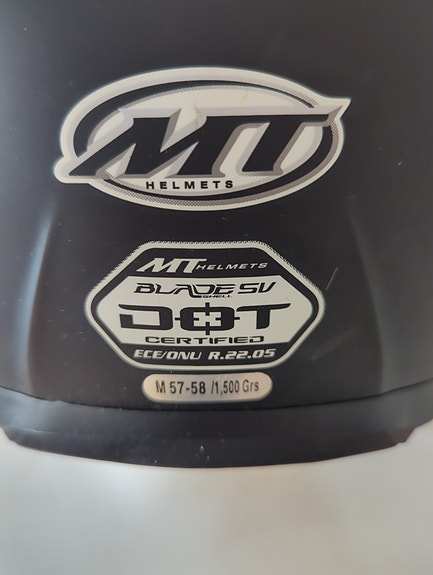 MT
HELMETS
MT HELMETS
BLADE SV
SHELL
DOT
CERTIFIED
ECE/ONU R.22.05
M 57-58 /1,500 Grs